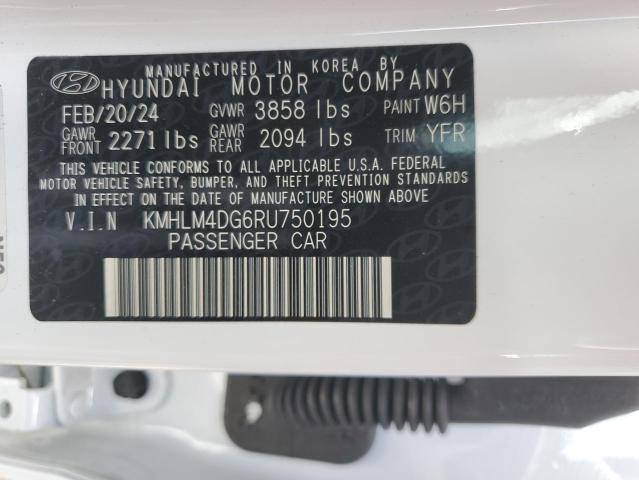 MANUFACTURED IN KOREA BY
HYUNDAI MOTOR COMPANY
FEB/20/24 GVWR 3858 lbs PAINT W6H
GAWR FRONT 2271 lbs GAWR REAR 2094 lbs TRIM YFR
THIS VEHICLE CONFORMS TO ALL APPLICABLE U.S.A. FEDERAL
MOTOR VEHICLE SAFETY, BUMPER, AND THEFT PREVENTION STANDARDS
IN EFFECT ON THE DATE OF MANUFACTURE SHOWN ABOVE
V.I.N KMHLM4DG6RU750195
PASSENGER CAR